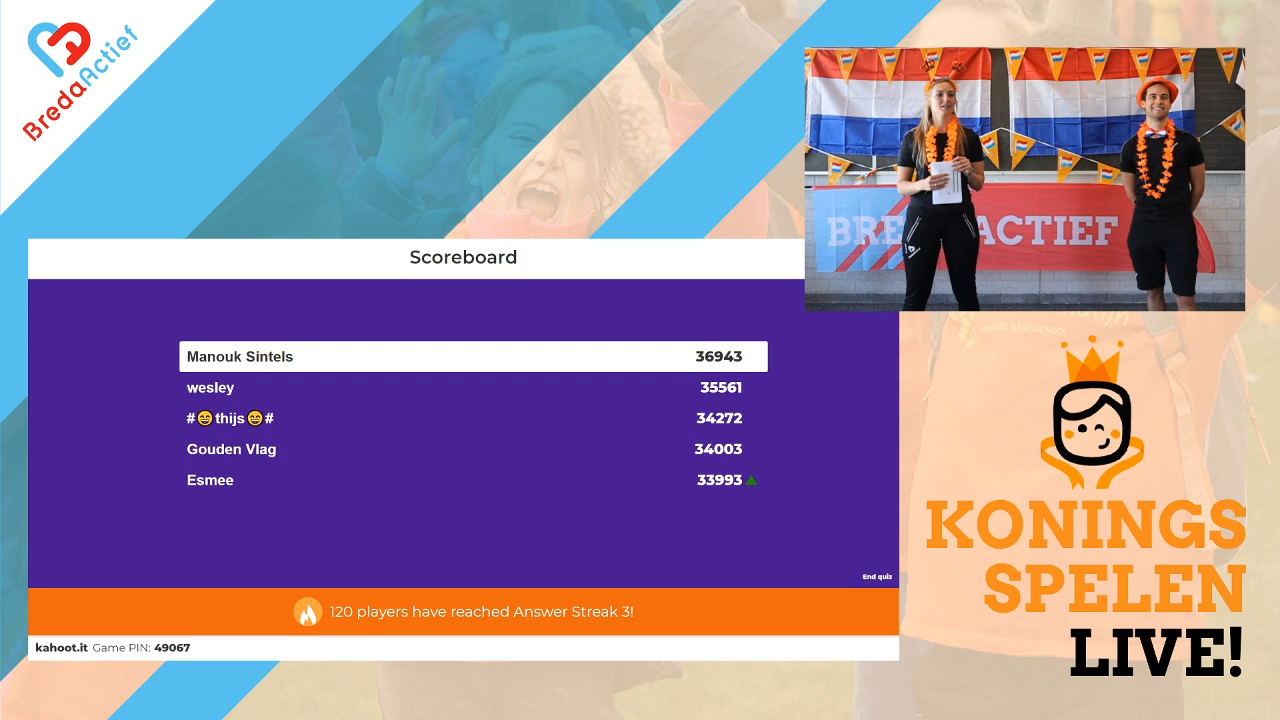 BredaActief
BREDA ACTIEF
Scoreboard
Manouk Sintels 36943
wesley 35561
#😄thijs😄# 34272
Gouden Vlag 34003
Esmee 33993
End quiz
120 players have reached Answer Streak 3!
kahoot.it Game PIN: 49067
KONINGS
SPELEN
LIVE!